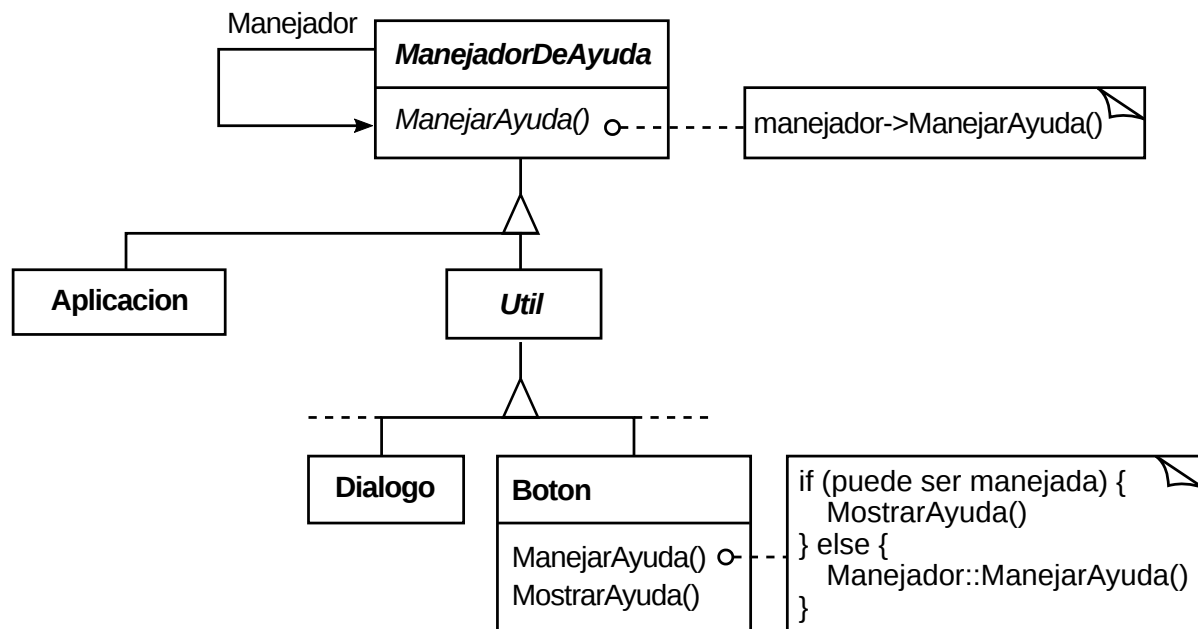 Manejador
ManejadorDeAyuda
ManejarAyuda()
manejador->ManejarAyuda()
Aplicacion
Util
Dialogo
Boton
ManejarAyuda()
MostrarAyuda()
if (puede ser manejada) {
MostrarAyuda()
} else {
Manejador::ManejarAyuda()
}